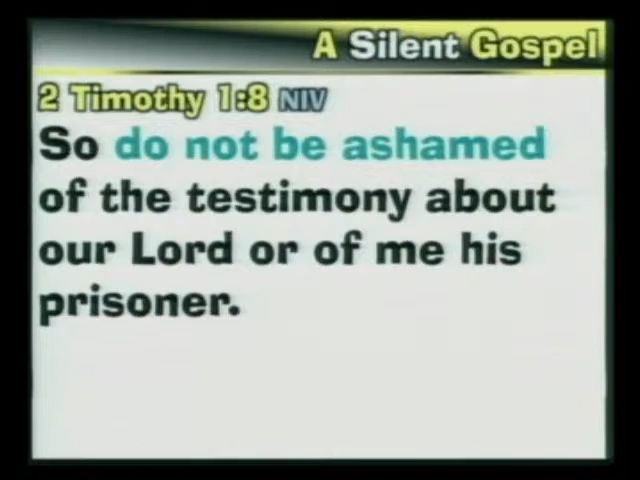 A Silent Gospel
2 Timothy 1:8 NIV
So do not be ashamed
of the testimony about
our Lord or of me his
prisoner.